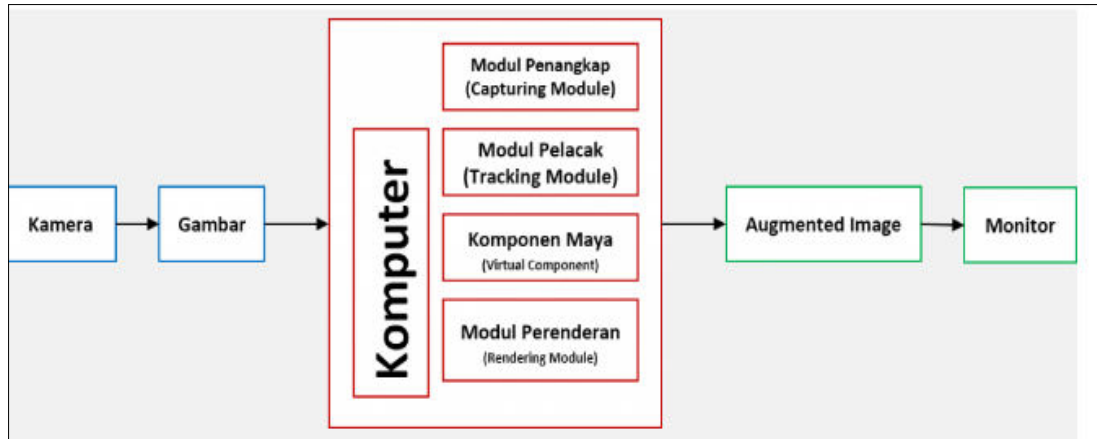 Kamera
Gambar
Komputer
Modul Penangkap
(Capturing Module)
Modul Pelacak
(Tracking Module)
Komponen Maya
(Virtual Component)
Modul Perenderan
(Rendering Module)
Augmented Image
Monitor